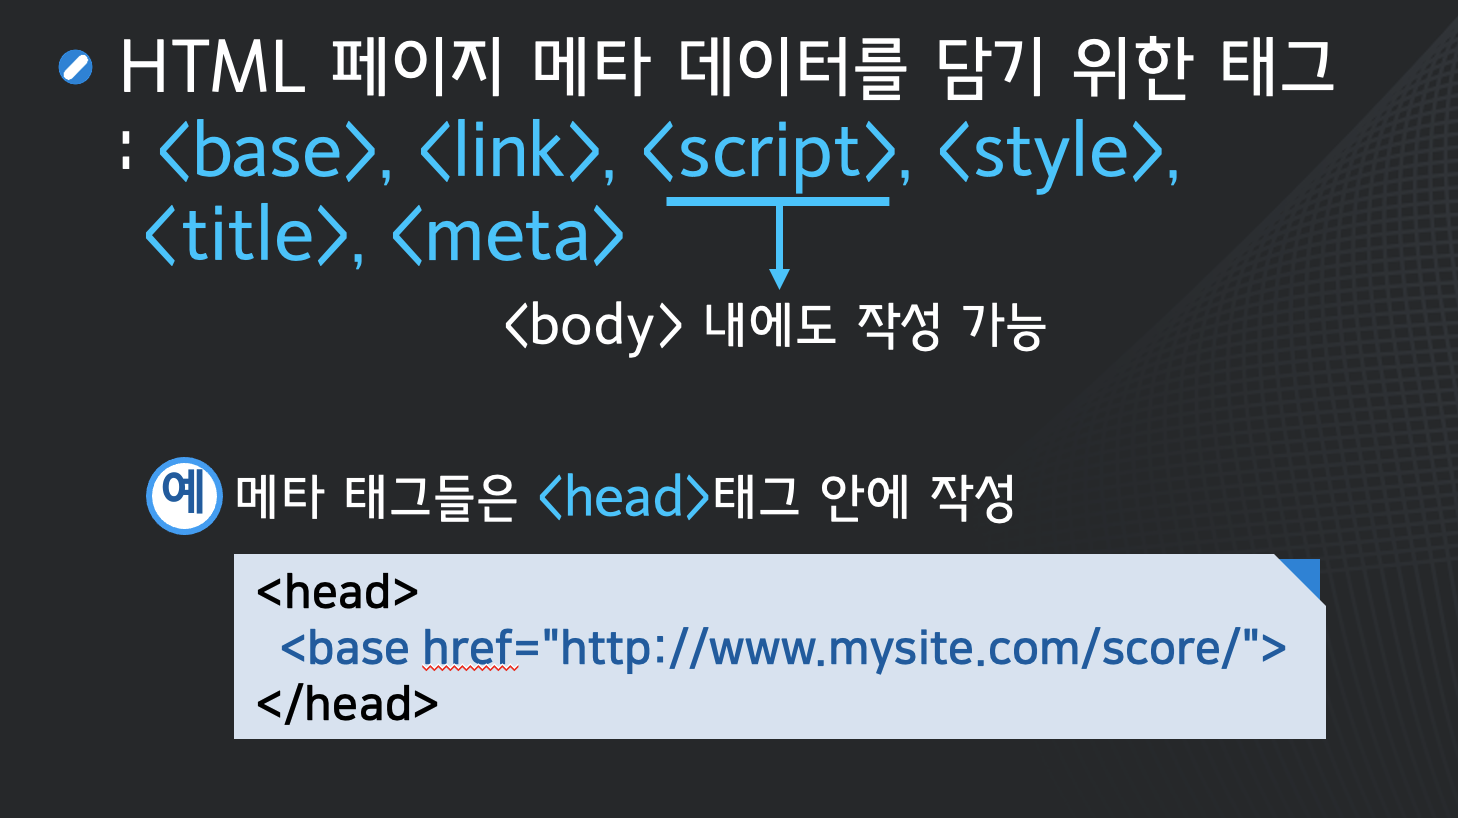 HTML 페이지 메타 데이터를 담기 위한 태그
: <base>, <link>, <script>, <style>,
<title>, <meta>
<body> 내에도 작성 가능
예 메타 태그들은 <head>태그 안에 작성
<head>
<base href="http://www.mysite.com/score/">
</head>